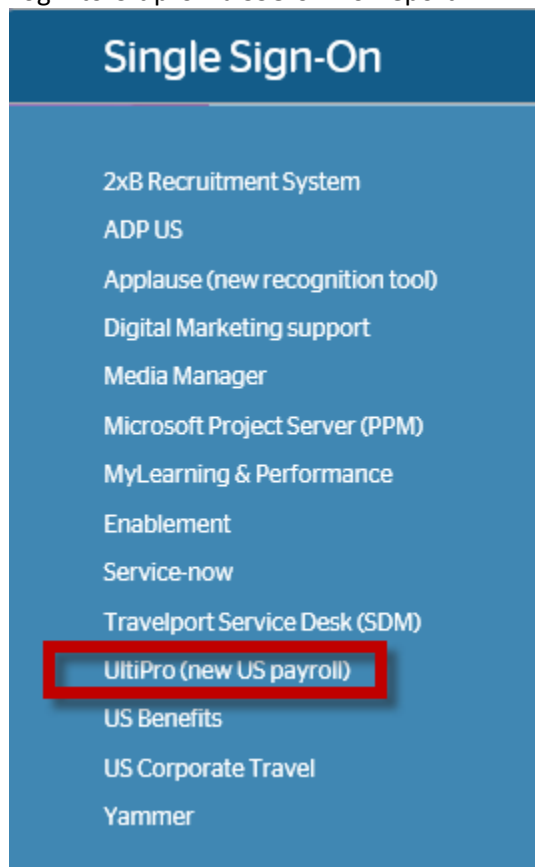 Single Sign-On
2xB Recruitment System
ADP US
Applause (new recognition tool)
Digital Marketing support
Media Manager
Microsoft Project Server (PPM)
MyLearning & Performance
Enablement
Service-now
Travelport Service Desk (SDM)
UltiPro (new US payroll)
US Benefits
US Corporate Travel
Yammer